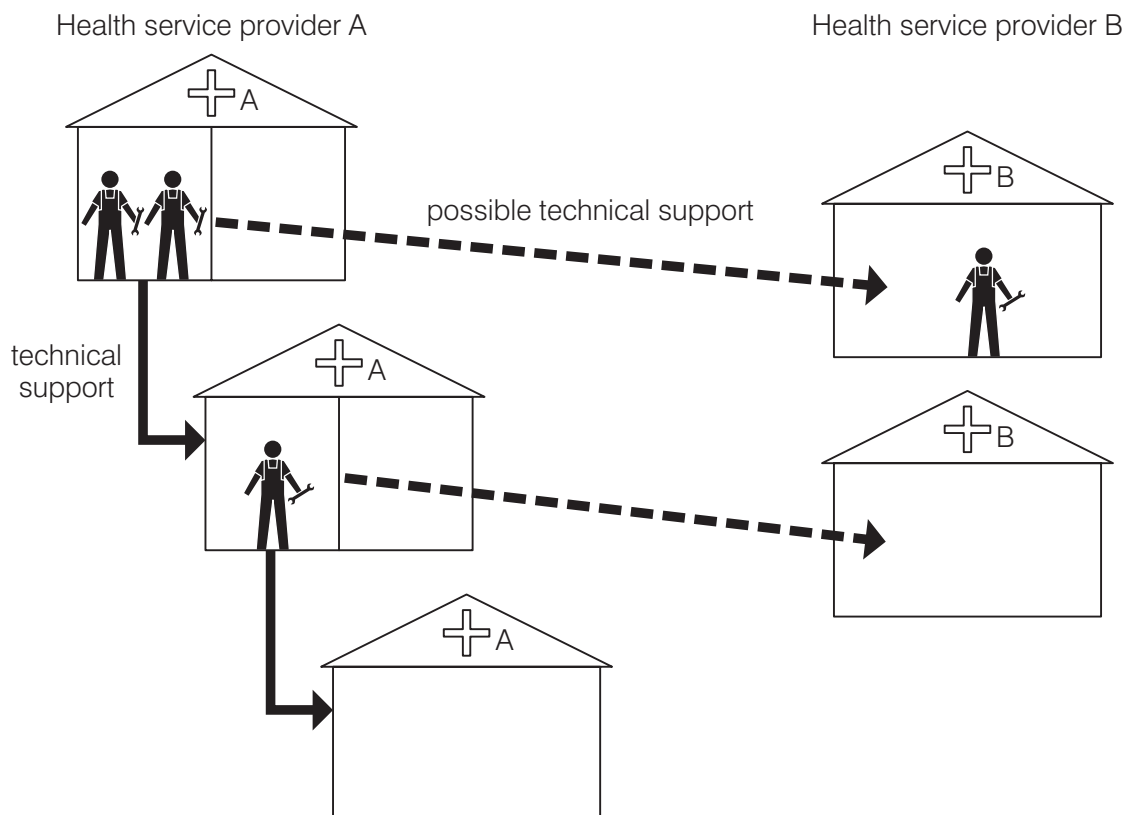 Health service provider A
Health service provider B
A
B
possible technical support
technical
support
A
B
A